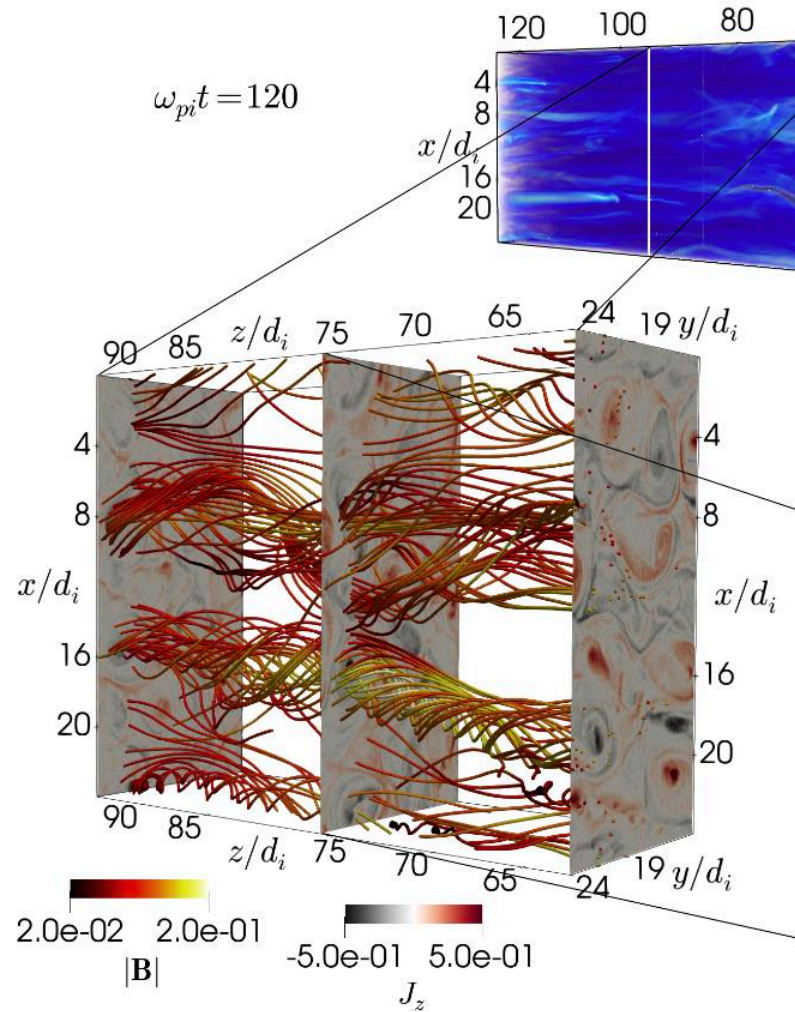 120 100 80
ω_{pi}t = 120
4
8
x/d_i
16
20
90 85 z/d_i 75 70 65 24 19 y/d_i
4 4
8 8
x/d_i x/d_i
16 16
20 20
90 85 z/d_i 75 70 65 24 19 y/d_i
2.0e-02 2.0e-01
|B|
-5.0e-01 5.0e-01
J_z